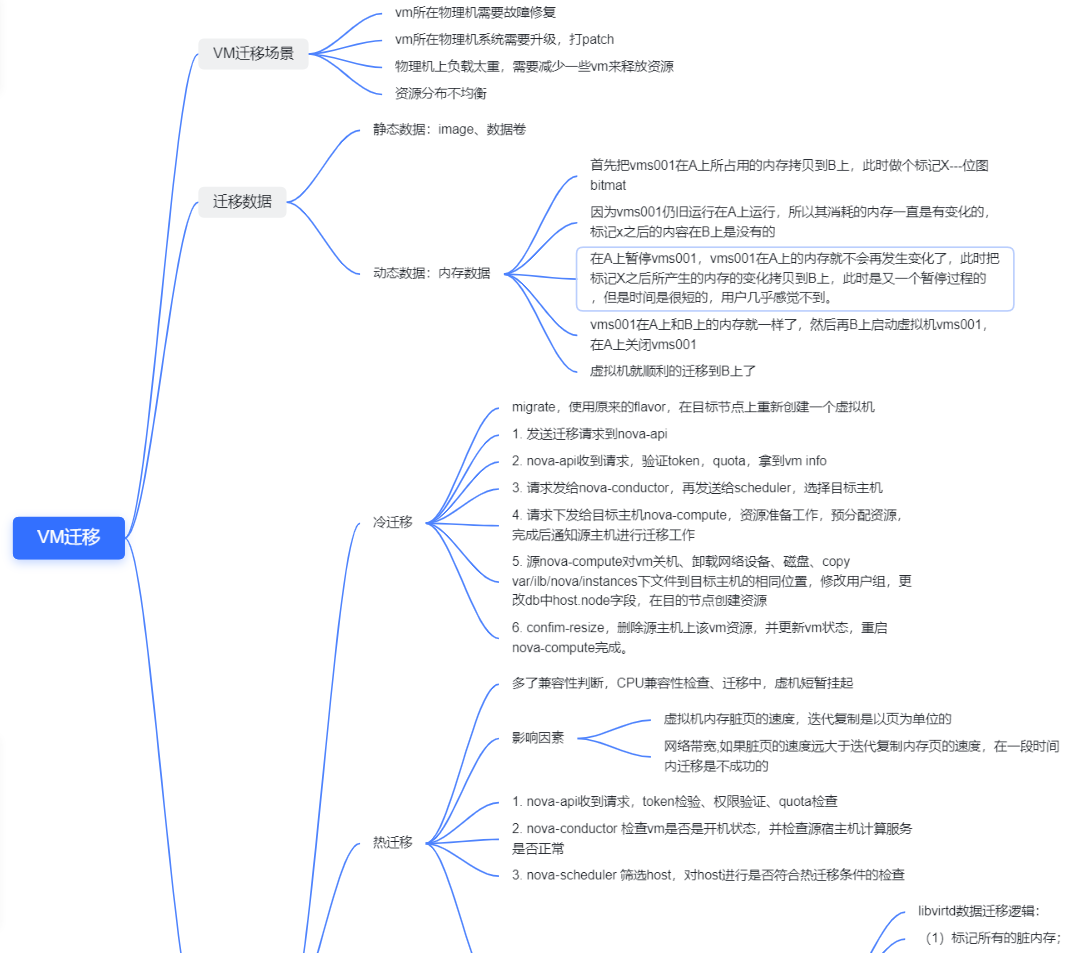 VM迁移
VM迁移场景
vm所在物理机需要故障修复
vm所在物理机系统需要升级，打patch
物理机上负载太重，需要减少一些vm来释放资源
资源分布不均衡
迁移数据
静态数据：image、数据卷
动态数据：内存数据
首先把vms001在A上所占用的内存拷贝到B上，此时做个标记X---位图
bitmat
因为vms001仍旧运行在A上运行，所以其消耗的内存一直是有变化的，
标记x之后的内容在B上是没有的
在A上暂停vms001，vms001在A上的内存就不会再发生变化了，此时把
标记X之后所产生的内存的变化拷贝到B上，此时是又一个暂停过程的
，但是时间是很短的，用户几乎感觉不到。
vms001在A上和B上的内存就一样了，然后再B上启动虚拟机vms001，
在A上关闭vms001
虚拟机就顺利的迁移到B上了
冷迁移
migrate，使用原来的flavor，在目标节点上重新创建一个虚拟机
1. 发送迁移请求到nova-api
2. nova-api收到请求，验证token，quota，拿到vm info
3. 请求发给nova-conductor，再发送给scheduler，选择目标主机
4. 请求下发给目标主机nova-compute，资源准备工作，预分配资源，
完成后通知源主机进行迁移工作
5. 源nova-compute对vm关机、卸载网络设备、磁盘、copy
var/ilb/nova/instances下文件到目标主机的相同位置，修改用户组，更
改db中host.node字段，在目的节点创建资源
6. confim-resize，删除源主机上该vm资源，并更新vm状态，重启
nova-compute完成。
热迁移
多了兼容性判断，CPU兼容性检查、迁移中，虚机短暂挂起
影响因素
虚拟机内存脏页的速度，迭代复制是以页为单位的
网络带宽,如果脏页的速度远大于迭代复制内存页的速度，在一段时间
内迁移是不成功的
1. nova-api收到请求，token检验、权限验证、quota检查
2. nova-conductor 检查vm是否是开机状态，并检查源宿主机计算服务
是否正常
3. nova-scheduler 筛选host，对host进行是否符合热迁移条件的检查
libvirtd数据迁移逻辑：
（1）标记所有的脏内存；